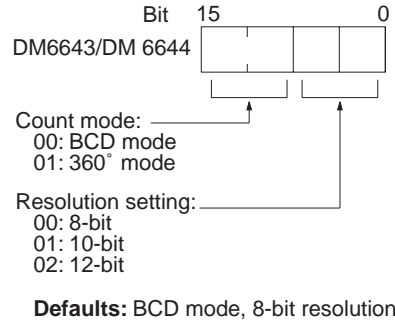 Bit 15 0
DM6643/DM 6644
Count mode:
00: BCD mode
01: 360˚ mode
Resolution setting:
00: 8-bit
01: 10-bit
02: 12-bit
Defaults: BCD mode, 8-bit resolution